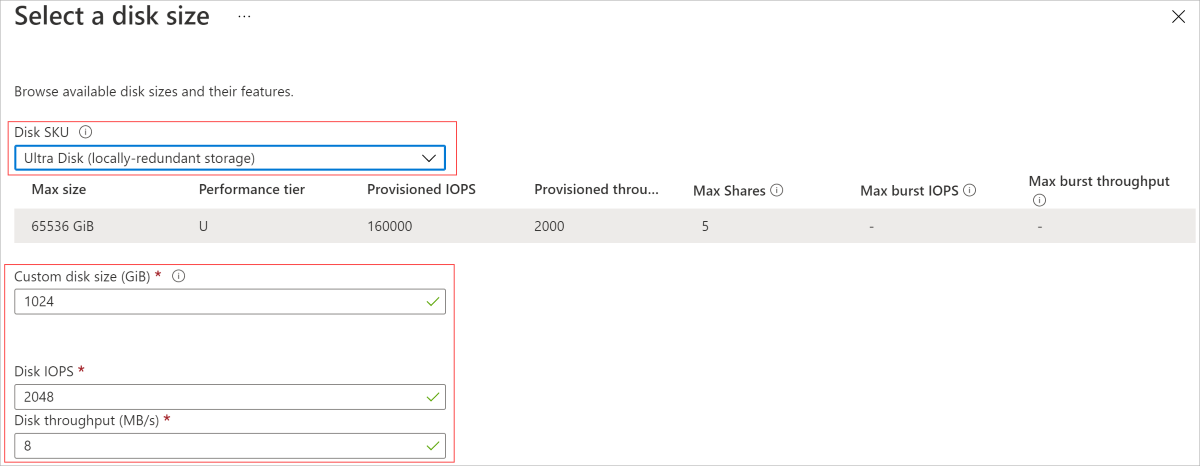 Select a disk size ...
Browse available disk sizes and their features.
Disk SKU
Ultra Disk (locally-redundant storage)
Max size Performance tier Provisioned IOPS Provisioned throu... Max Shares Max burst IOPS Max burst throughput
65536 GiB U 160000 2000 5 - -
Custom disk size (GiB) *
1024
Disk IOPS *
2048
Disk throughput (MB/s) *
8